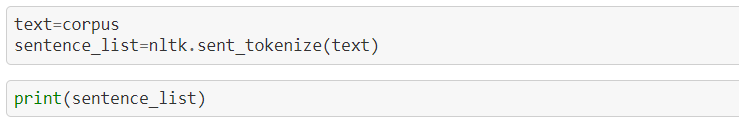 text=corpus
sentence_list=nltk.sent_tokenize(text)
print(sentence_list)